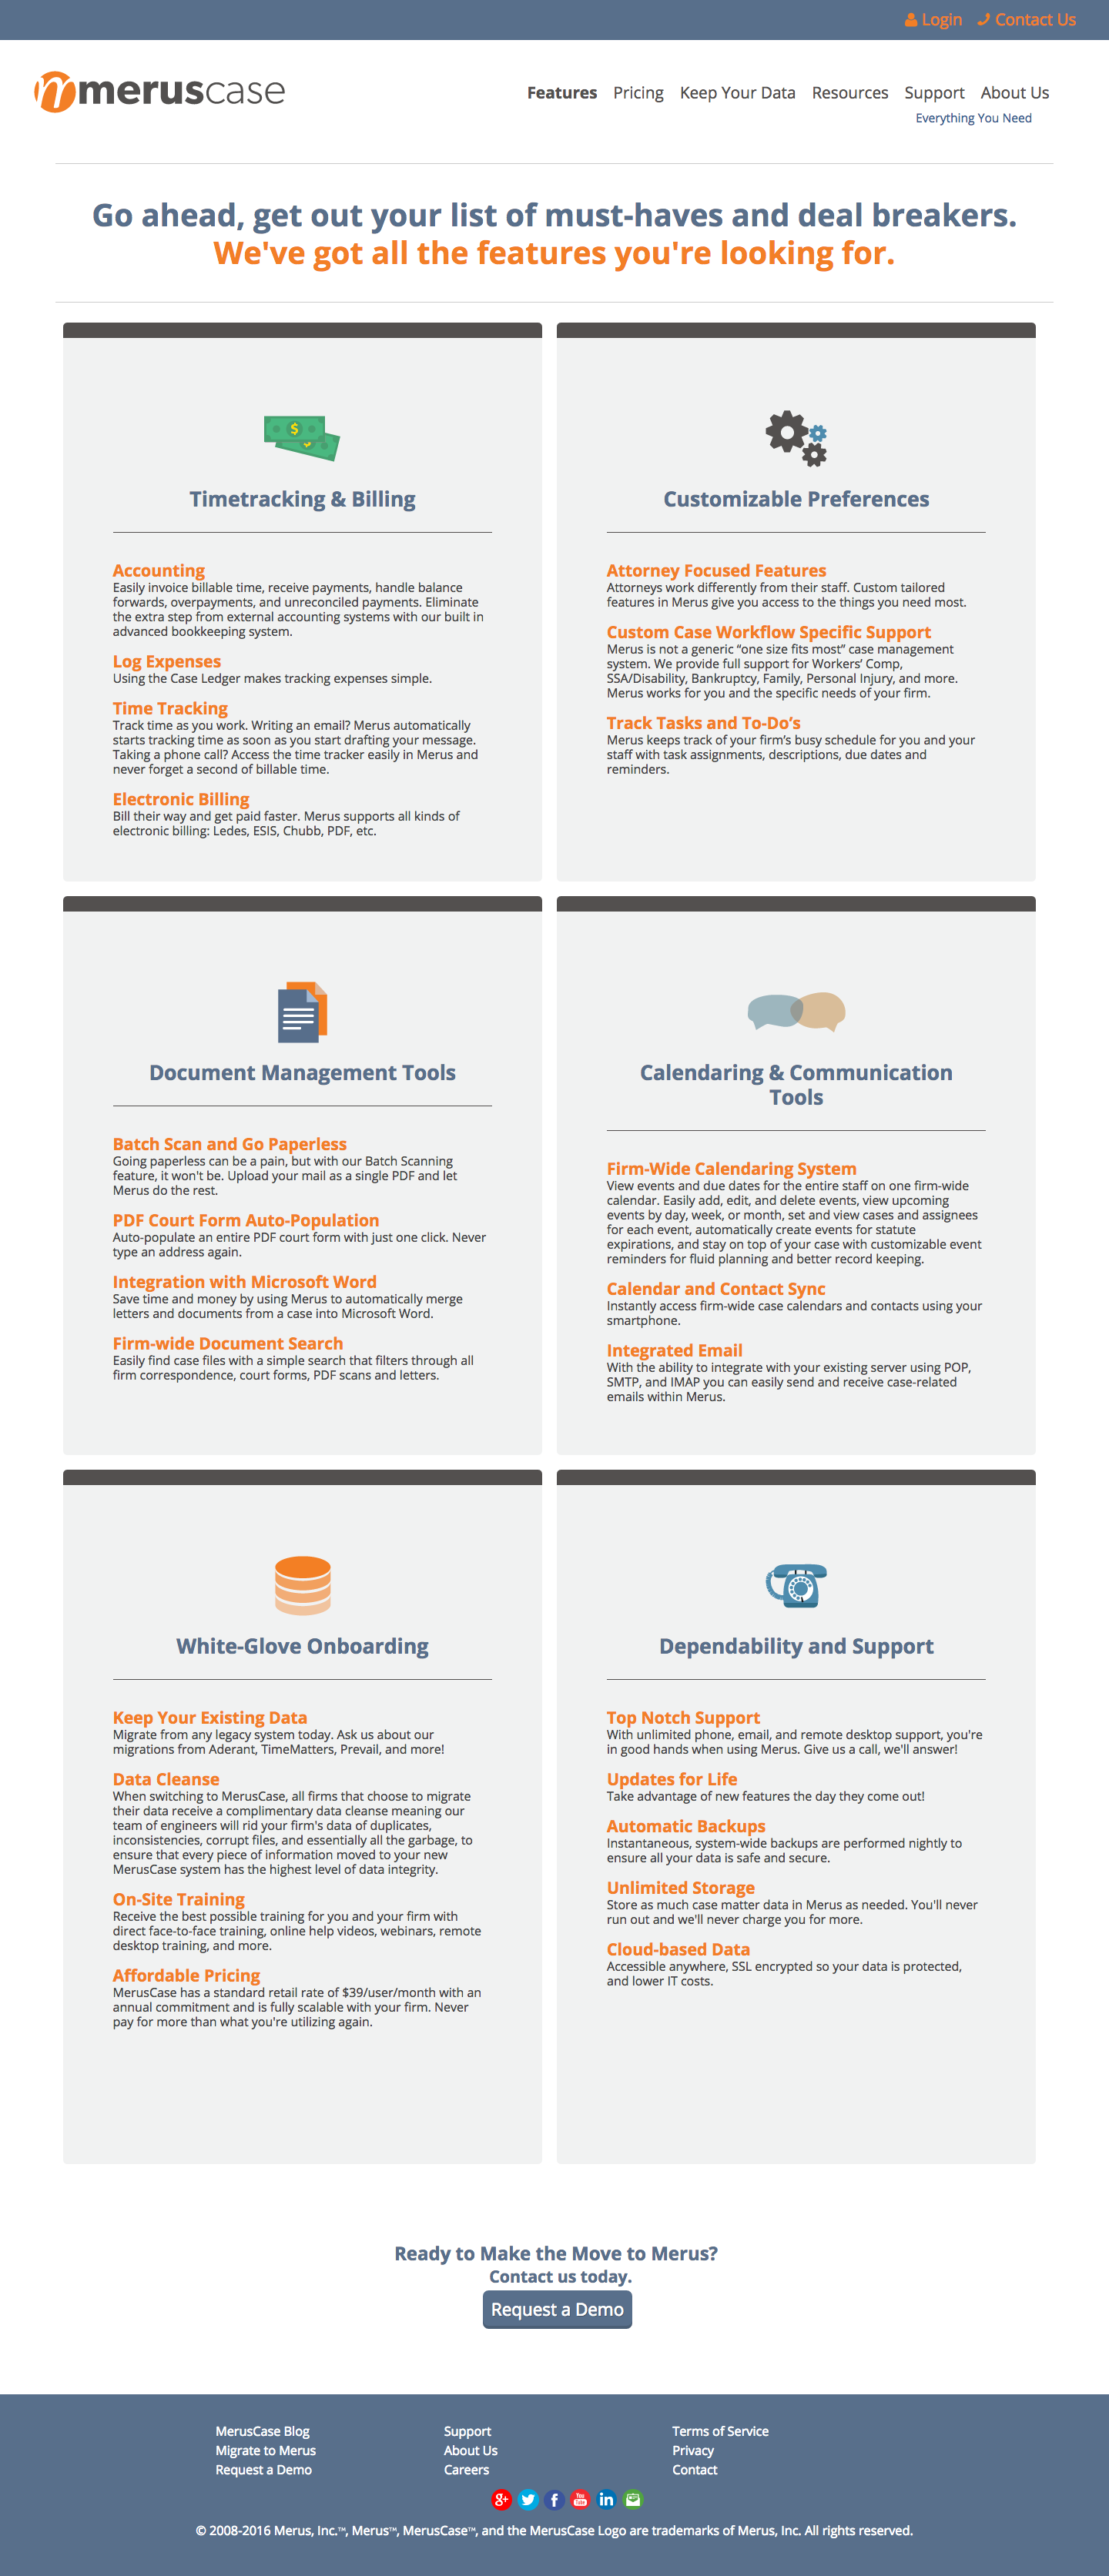 Login Contact Us
meruscase
Features Pricing Keep Your Data Resources Support About Us
Everything You Need
Go ahead, get out your list of must-haves and deal breakers.
We've got all the features you're looking for.
Timetracking & Billing
Accounting
Easily invoice billable time, receive payments, handle balance
forwards, overpayments, and unreconciled payments. Eliminate
the extra step from external accounting systems with our built in
advanced bookkeeping system.
Log Expenses
Using the Case Ledger makes tracking expenses simple.
Time Tracking
Track time as you work. Writing an email? Merus automatically
starts tracking time as soon as you start drafting your message.
Taking a phone call? Access the time tracker easily in Merus and
never forget a second of billable time.
Electronic Billing
Bill their way and get paid faster. Merus supports all kinds of
electronic billing: Ledes, ESIS, Chubb, PDF, etc.
Customizable Preferences
Attorney Focused Features
Attorneys work differently from their staff. Custom tailored
features in Merus give you access to the things you need most.
Custom Case Workflow Specific Support
Merus is not a generic “one size fits most” case management
system. We provide full support for Workers’ Comp,
SSA/Disability, Bankruptcy, Family, Personal Injury, and more.
Merus works for you and the specific needs of your firm.
Track Tasks and To-Do’s
Merus keeps track of your firm’s busy schedule for you and your
staff with task assignments, descriptions, due dates and
reminders.
Document Management Tools
Batch Scan and Go Paperless
Going paperless can be a pain, but with our Batch Scanning
feature, it won't be. Upload your mail as a single PDF and let
Merus do the rest.
PDF Court Form Auto-Population
Auto-populate an entire PDF court form with just one click. Never
type an address again.
Integration with Microsoft Word
Save time and money by using Merus to automatically merge
letters and documents from a case into Microsoft Word.
Firm-wide Document Search
Easily find case files with a simple search that filters through all
firm correspondence, court forms, PDF scans and letters.
Calendaring & Communication
Tools
Firm-Wide Calendaring System
View events and due dates for the entire staff on one firm-wide
calendar. Easily add, edit, and delete events, view upcoming
events by day, week, or month, set and view cases and assignees
for each event, automatically create events for statute
expirations, and stay on top of your case with customizable event
reminders for fluid planning and better record keeping.
Calendar and Contact Sync
Instantly access firm-wide case calendars and contacts using your
smartphone.
Integrated Email
With the ability to integrate with your existing server using POP,
SMTP, and IMAP you can easily send and receive case-related
emails within Merus.
White-Glove Onboarding
Keep Your Existing Data
Migrate from any legacy system today. Ask us about our
migrations from Aderant, TimeMatters, Prevail, and more!
Data Cleanse
When switching to MerusCase, all firms that choose to migrate
their data receive a complimentary data cleanse meaning our
team of engineers will rid your firm's data of duplicates,
inconsistencies, corrupt files, and essentially all the garbage, to
ensure that every piece of information moved to your new
MerusCase system has the highest level of data integrity.
On-Site Training
Receive the best possible training for you and your firm with
direct face-to-face training, online help videos, webinars, remote
desktop training, and more.
Affordable Pricing
MerusCase has a standard retail rate of $39/user/month with an
annual commitment and is fully scalable with your firm. Never
pay for more than what you're utilizing again.
Dependability and Support
Top Notch Support
With unlimited phone, email, and remote desktop support, you're
in good hands when using Merus. Give us a call, we'll answer!
Updates for Life
Take advantage of new features the day they come out!
Automatic Backups
Instantaneous, system-wide backups are performed nightly to
ensure all your data is safe and secure.
Unlimited Storage
Store as much case matter data in Merus as needed. You'll never
run out and we'll never charge you for more.
Cloud-based Data
Accessible anywhere, SSL encrypted so your data is protected,
and lower IT costs.
Ready to Make the Move to Merus?
Contact us today.
Request a Demo
MerusCase Blog Support Terms of Service
Migrate to Merus About Us Privacy
Request a Demo Careers Contact
© 2008-2016 Merus, Inc.™, Merus™, MerusCase™, and the MerusCase Logo are trademarks of Merus, Inc. All rights reserved.